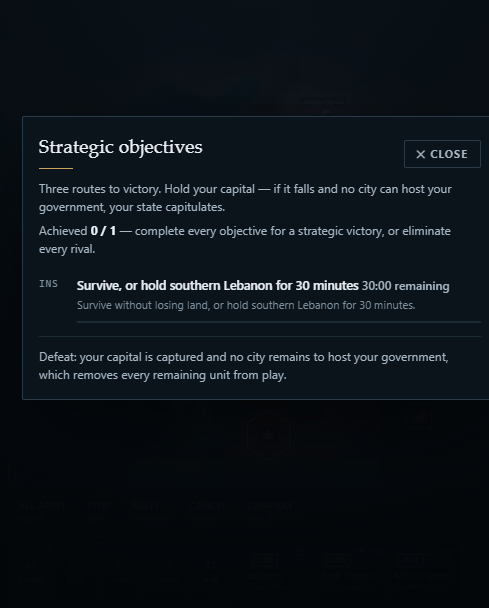 Strategic objectives
✕ CLOSE
Three routes to victory. Hold your capital — if it falls and no city can host your
government, your state capitulates.
Achieved 0 / 1 — complete every objective for a strategic victory, or eliminate
every rival.
INS
Survive, or hold southern Lebanon for 30 minutes 30:00 remaining
Survive without losing land, or hold southern Lebanon for 30 minutes.
Defeat: your capital is captured and no city remains to host your government,
which removes every remaining unit from play.